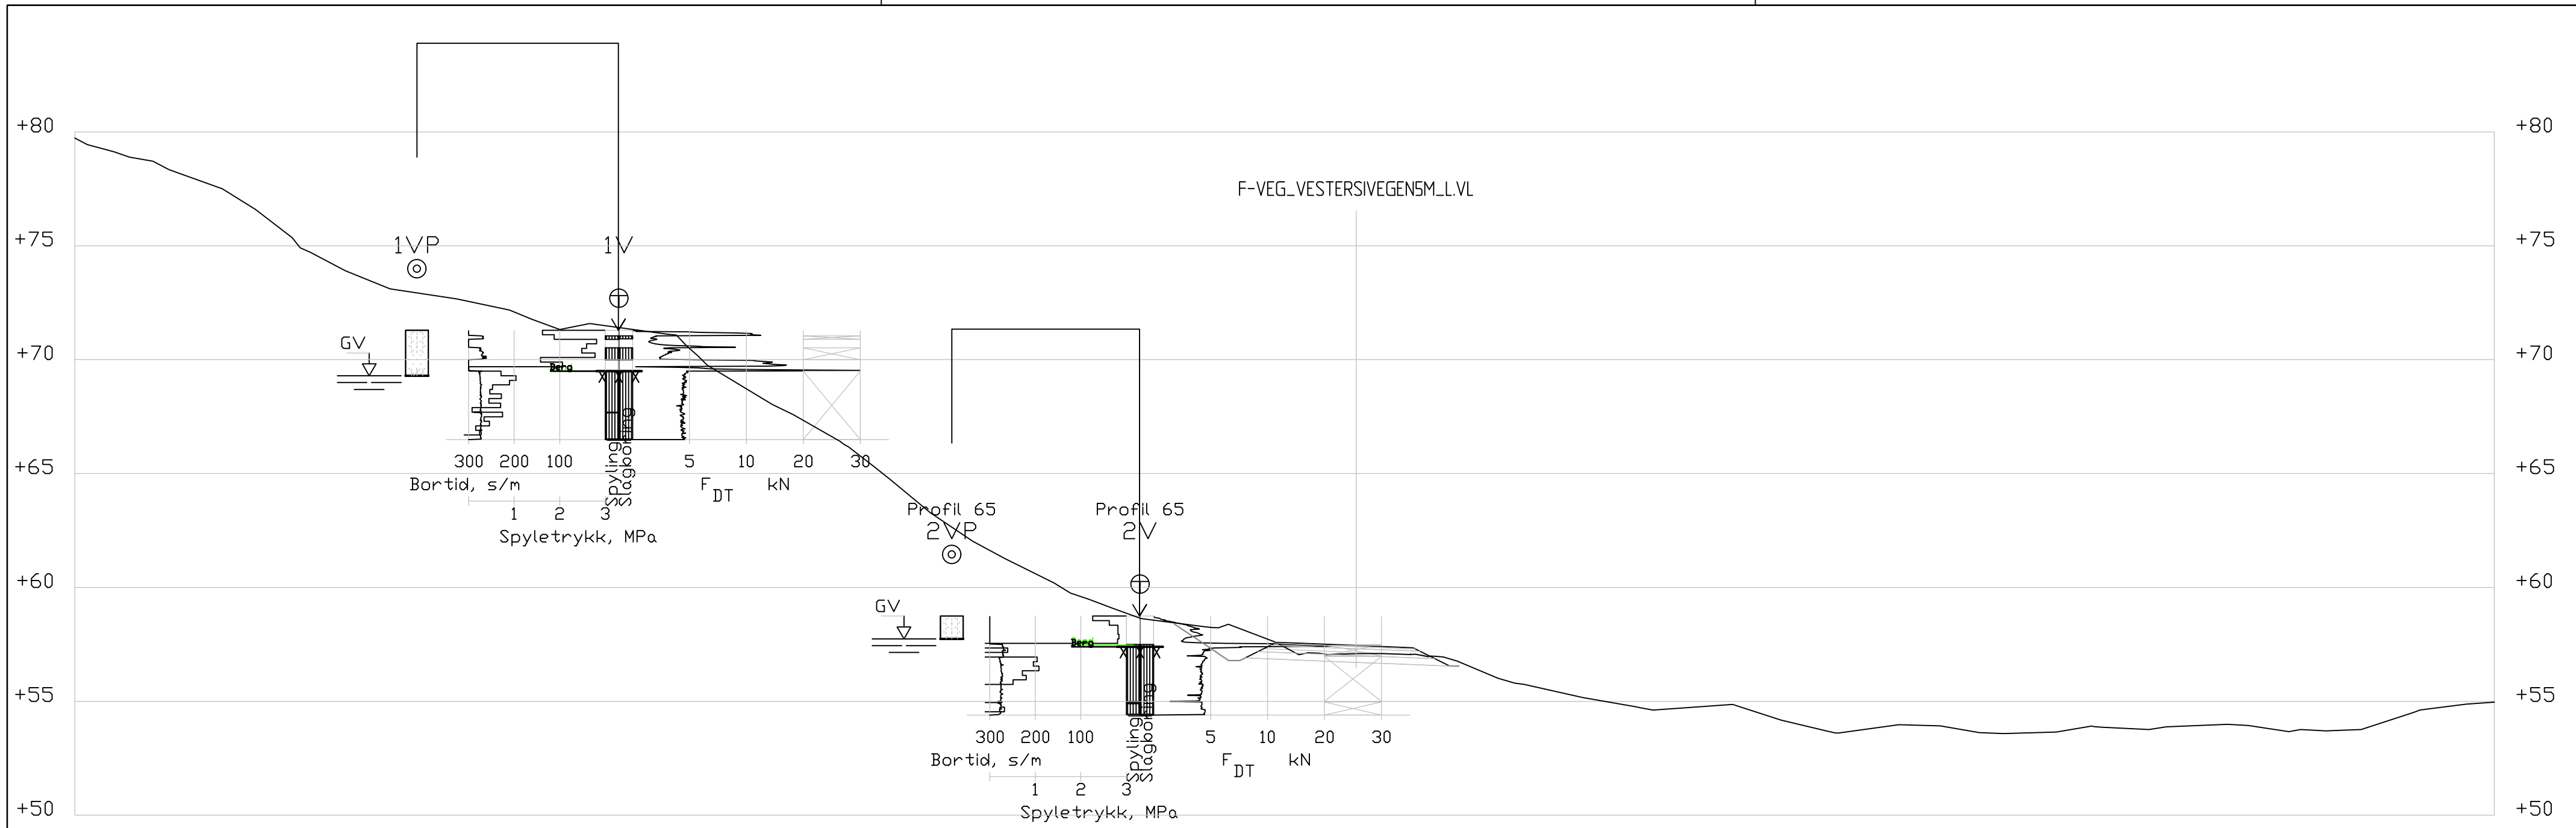 +80
+80
F-VEG_VESTERSIVEGEN5M_L.VL
+75
1VP
1V
+75
GV
+70
Berg
+70
300 200 100
5 10 20 30
+65
+65
Bortid, s/m
Spyling
Slagboring
F DT kN
1 2 3
Spyletrykk, MPa
Profil 65
Profil 65
2VP
2V
+60
+60
GV
Berg
+55
+55
300 200 100
5 10 20 30
Bortid, s/m
Spyling
Slagboring
F DT kN
1 2 3
Spyletrykk, MPa
+50
+50